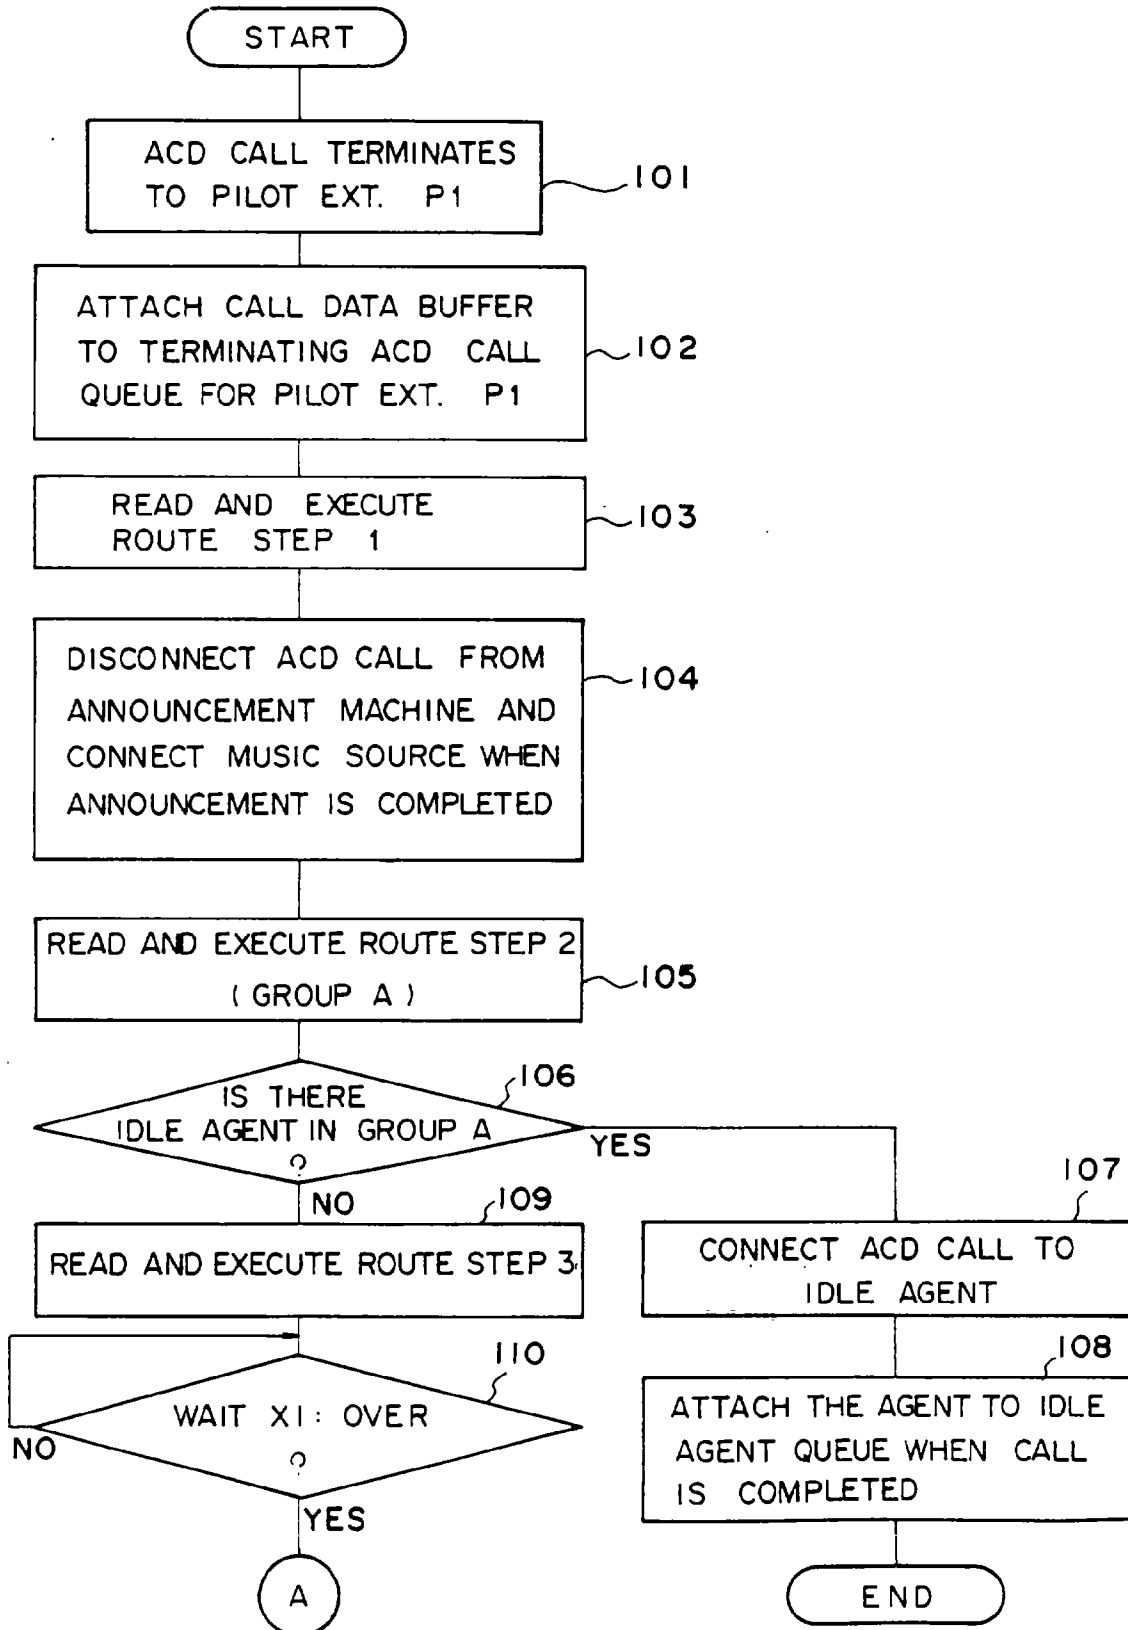 START
ACD CALL TERMINATES
TO PILOT EXT. P1
101
ATTACH CALL DATA BUFFER
TO TERMINATING ACD CALL
QUEUE FOR PILOT EXT. P1
102
READ AND EXECUTE
ROUTE STEP 1
103
DISCONNECT ACD CALL FROM
ANNOUNCEMENT MACHINE AND
CONNECT MUSIC SOURCE WHEN
ANNOUNCEMENT IS COMPLETED
104
READ AND EXECUTE ROUTE STEP 2
(GROUP A)
105
IS THERE
IDLE AGENT IN GROUP A
?
106
YES
NO
107
CONNECT ACD CALL TO
IDLE AGENT
108
ATTACH THE AGENT TO IDLE
AGENT QUEUE WHEN CALL
IS COMPLETED
END
109
READ AND EXECUTE ROUTE STEP 3
110
WAIT X1: OVER
?
NO
YES
A